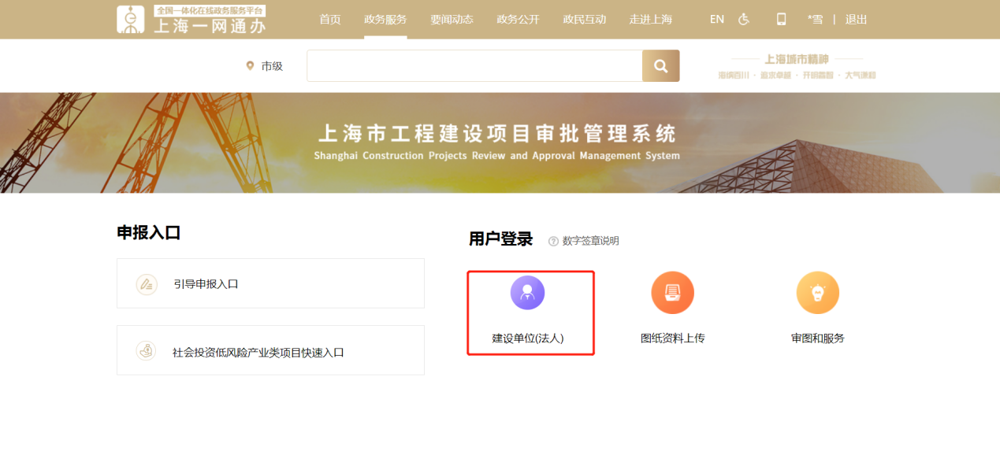 全国一体化在线政务服务平台
上海一网通办
首页 政务服务 要闻动态 政务公开 政民互动 走进上海 EN *雪 | 退出
市级
上海城市精神
海纳百川 · 追求卓越 · 开明睿智 · 大气谦和
上海市工程建设项目审批管理系统
Shanghai Construction Projects Review and Approval Management System
申报入口
引导申报入口
社会投资低风险产业类项目快速入口
用户登录 ? 数字签章说明
建设单位(法人) 图纸资料上传 审图和服务